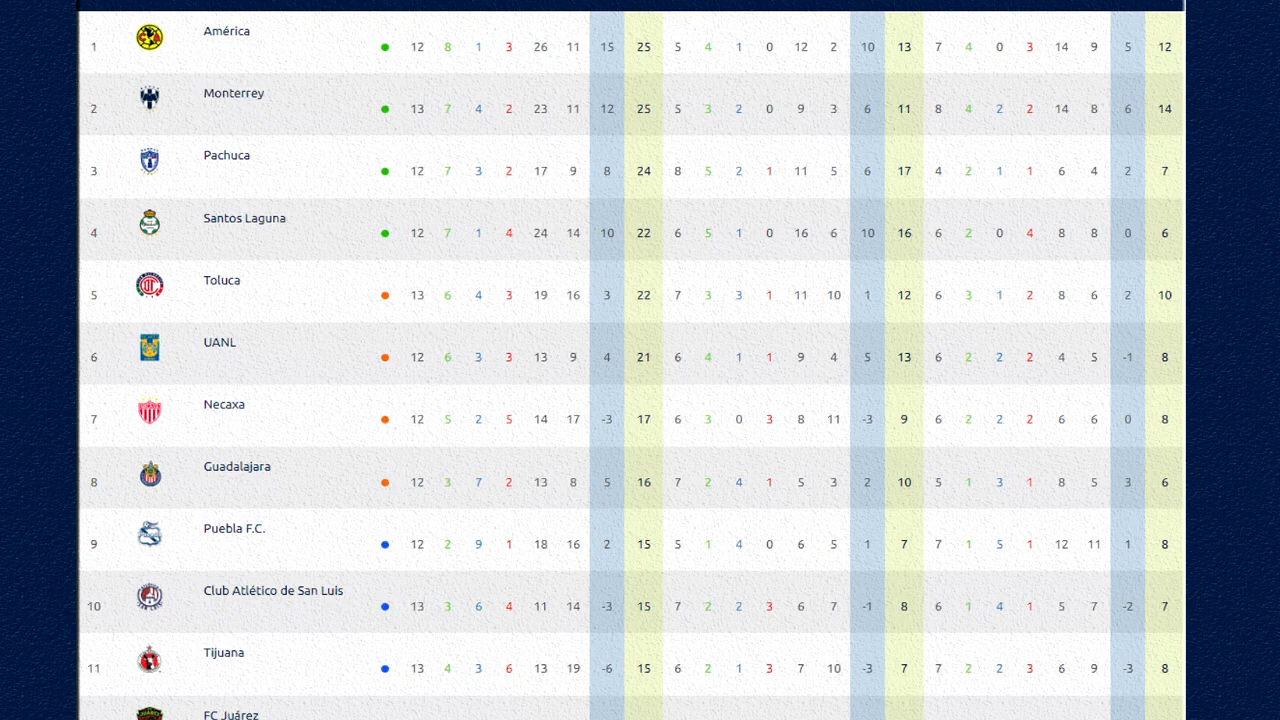 1 América 12 8 1 3 26 11 15 25 5 4 1 0 12 2 10 13 7 4 0 3 14 9 5 12
2 Monterrey 13 7 4 2 23 11 12 25 5 3 2 0 9 3 6 11 8 4 2 2 14 8 6 14
3 Pachuca 12 7 3 2 17 9 8 24 8 5 2 1 11 5 6 17 4 2 1 1 6 4 2 7
4 Santos Laguna 12 7 1 4 24 14 10 22 6 5 1 0 16 6 10 16 6 2 0 4 8 8 0 6
5 Toluca 13 6 4 3 19 16 3 22 7 3 3 1 11 10 1 12 6 3 1 2 8 6 2 10
6 UANL 12 6 3 3 13 9 4 21 6 4 1 1 9 4 5 13 6 2 2 2 4 5 -1 8
7 Necaxa 12 5 2 5 14 17 -3 17 6 3 0 3 8 11 -3 9 6 2 2 2 6 6 0 8
8 Guadalajara 12 3 7 2 13 8 5 16 7 2 4 1 5 3 2 10 5 1 3 1 8 5 3 6
9 Puebla F.C. 12 2 9 1 18 16 2 15 5 1 4 0 6 5 1 7 7 1 5 1 12 11 1 8
10 Club Atlético de San Luis 13 3 6 4 11 14 -3 15 7 2 2 3 6 7 -1 8 6 1 4 1 5 7 -2 7
11 Tijuana 13 4 3 6 13 19 -6 15 6 2 1 3 7 10 -3 7 7 2 2 3 6 9 -3 8
FC Juárez